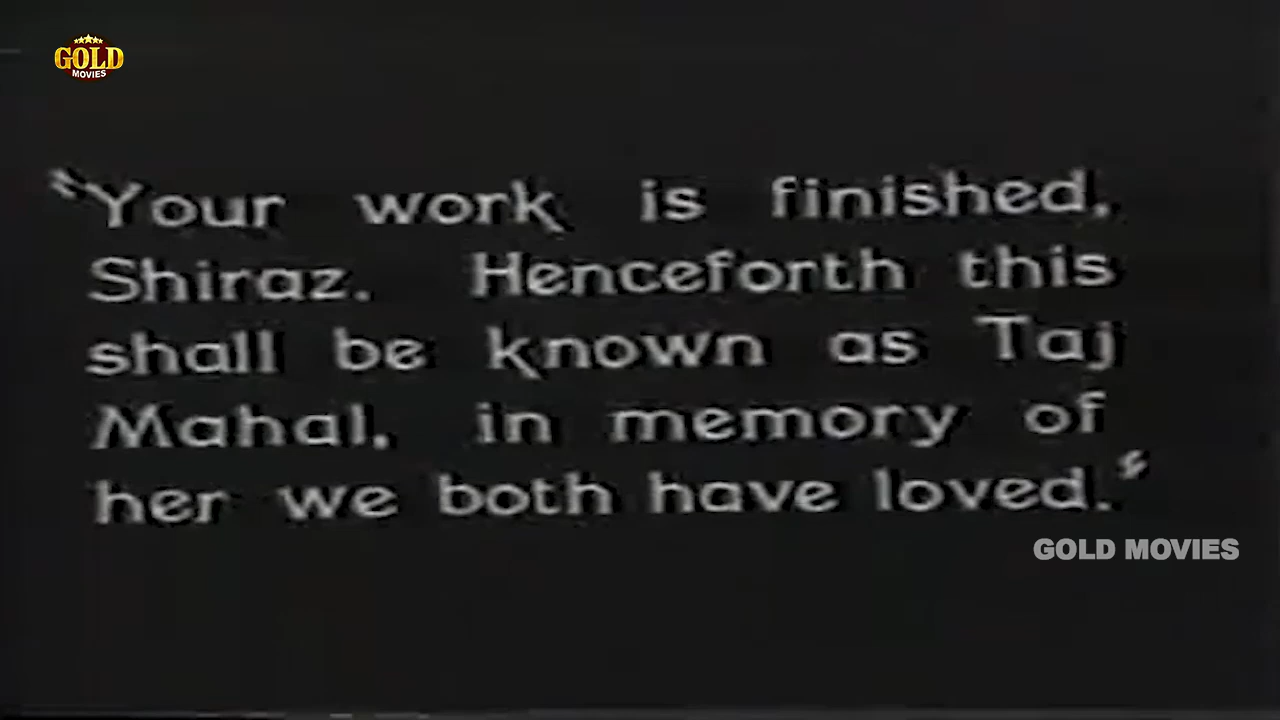 GOLD
MOVIES
"Your work is finished,
Shiraz. Henceforth this
shall be known as Taj
Mahal, in memory of
her we both have loved."
GOLD MOVIES